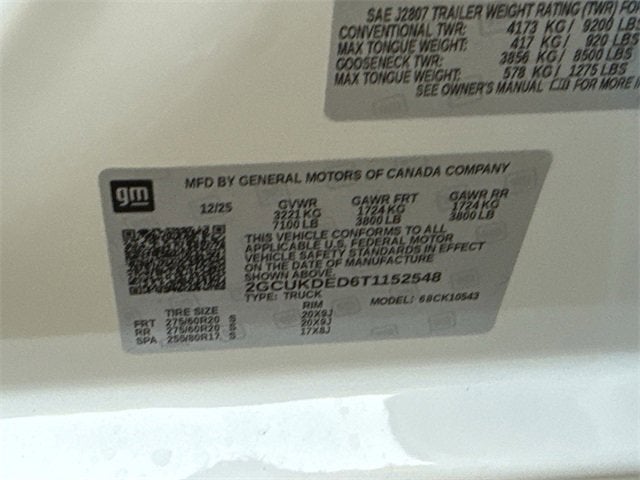 SAE J2807 TRAILER WEIGHT RATING (TWR) FO
CONVENTIONAL TWR: 4173 KG / 9200 LBS
MAX TONGUE WEIGHT: 417 KG / 920 LBS
GOOSENECK TWR: 3856 KG / 8500 LBS
MAX TONGUE WEIGHT: 578 KG / 1275 LBS
SEE OWNER'S MANUAL FOR MORE I
gm
MFD BY GENERAL MOTORS OF CANADA COMPANY
12/25 GVWR GAWR FRT GAWR RR
3221 KG 1724 KG 1724 KG
7100 LB 3800 LB 3800 LB
THIS VEHICLE CONFORMS TO ALL
APPLICABLE U.S. FEDERAL MOTOR
VEHICLE SAFETY STANDARDS IN EFFECT
ON THE DATE OF MANUFACTURE
SHOWN ABOVE.
2GCUKDED6T1152548
TYPE: TRUCK MODEL: 68CK10543
TIRE SIZE RIM
FRT 275/60R20 S 20X9J
RR 275/60R20 S 20X9J
SPA 255/80R17 S 17X8J